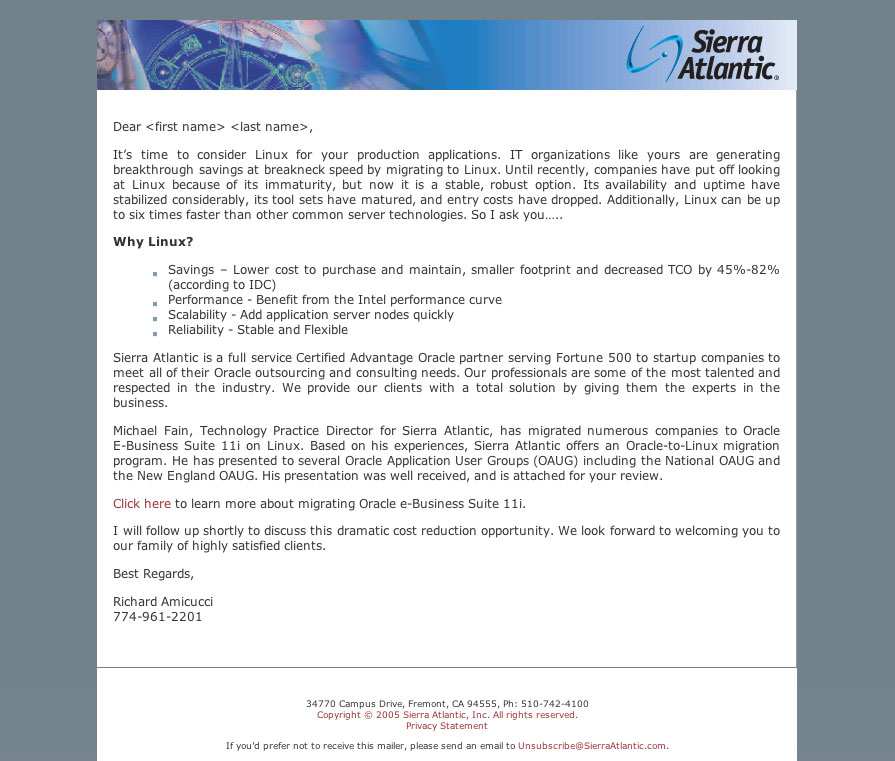 Sierra
Atlantic®
Dear <first name> <last name>,
It’s time to consider Linux for your production applications. IT organizations like yours are generating
breakthrough savings at breakneck speed by migrating to Linux. Until recently, companies have put off looking
at Linux because of its immaturity, but now it is a stable, robust option. Its availability and uptime have
stabilized considerably, its tool sets have matured, and entry costs have dropped. Additionally, Linux can be up
to six times faster than other common server technologies. So I ask you…..
Why Linux?
Savings – Lower cost to purchase and maintain, smaller footprint and decreased TCO by 45%-82%
(according to IDC)
Performance - Benefit from the Intel performance curve
Scalability - Add application server nodes quickly
Reliability - Stable and Flexible
Sierra Atlantic is a full service Certified Advantage Oracle partner serving Fortune 500 to startup companies to
meet all of their Oracle outsourcing and consulting needs. Our professionals are some of the most talented and
respected in the industry. We provide our clients with a total solution by giving them the experts in the
business.
Michael Fain, Technology Practice Director for Sierra Atlantic, has migrated numerous companies to Oracle
E-Business Suite 11i on Linux. Based on his experiences, Sierra Atlantic offers an Oracle-to-Linux migration
program. He has presented to several Oracle Application User Groups (OAUG) including the National OAUG and
the New England OAUG. His presentation was well received, and is attached for your review.
Click here to learn more about migrating Oracle e-Business Suite 11i.
I will follow up shortly to discuss this dramatic cost reduction opportunity. We look forward to welcoming you to
our family of highly satisfied clients.
Best Regards,
Richard Amicucci
774-961-2201
34770 Campus Drive, Fremont, CA 94555, Ph: 510-742-4100
Copyright © 2005 Sierra Atlantic, Inc. All rights reserved.
Privacy Statement
If you’d prefer not to receive this mailer, please send an email to Unsubscribe@SierraAtlantic.com.